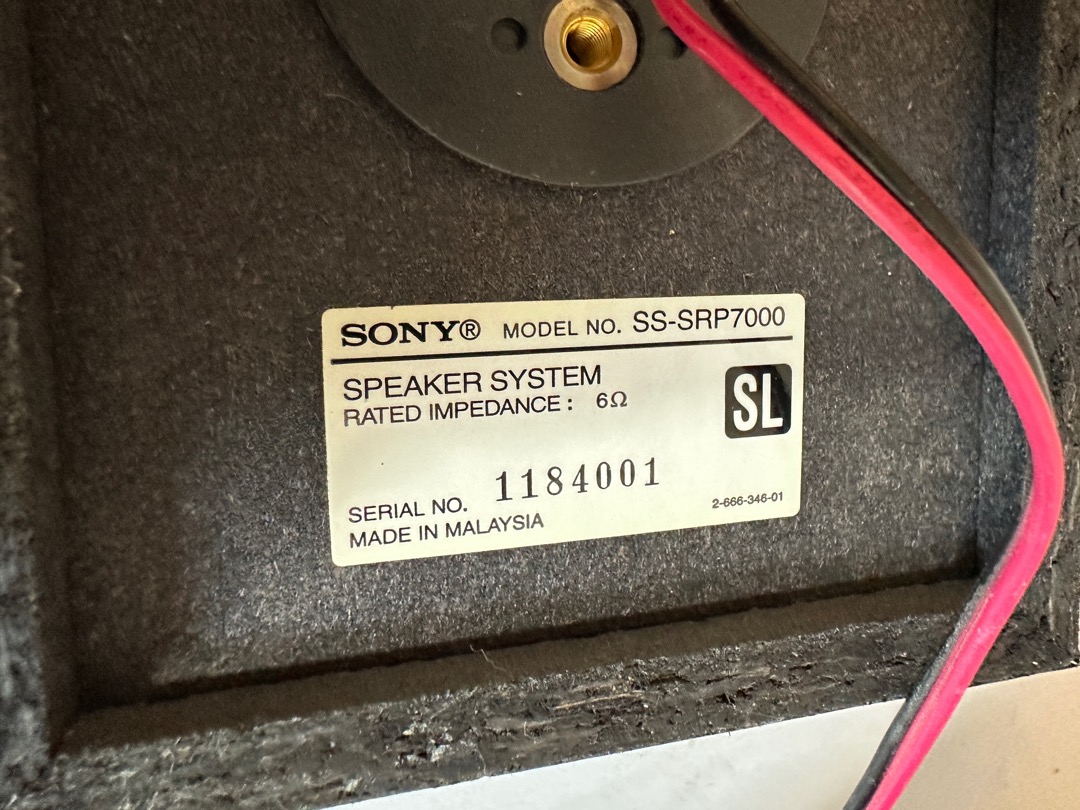 SONY® MODEL NO. SS-SRP7000
SPEAKER SYSTEM
RATED IMPEDANCE : 6Ω
SL
SERIAL NO. 1184001
2-666-346-01
MADE IN MALAYSIA